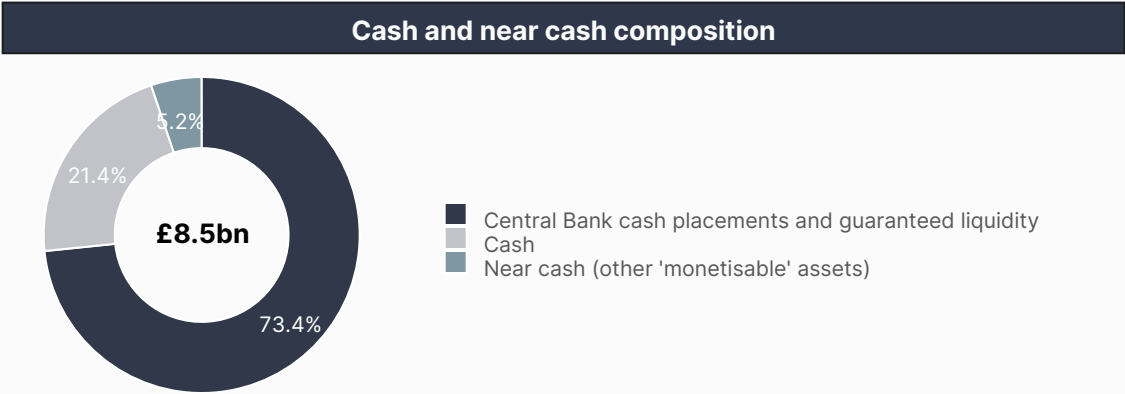 Cash and near cash composition
5.2%
21.4%
£8.5bn
73.4%
Central Bank cash placements and guaranteed liquidity
Cash
Near cash (other 'monetisable' assets)